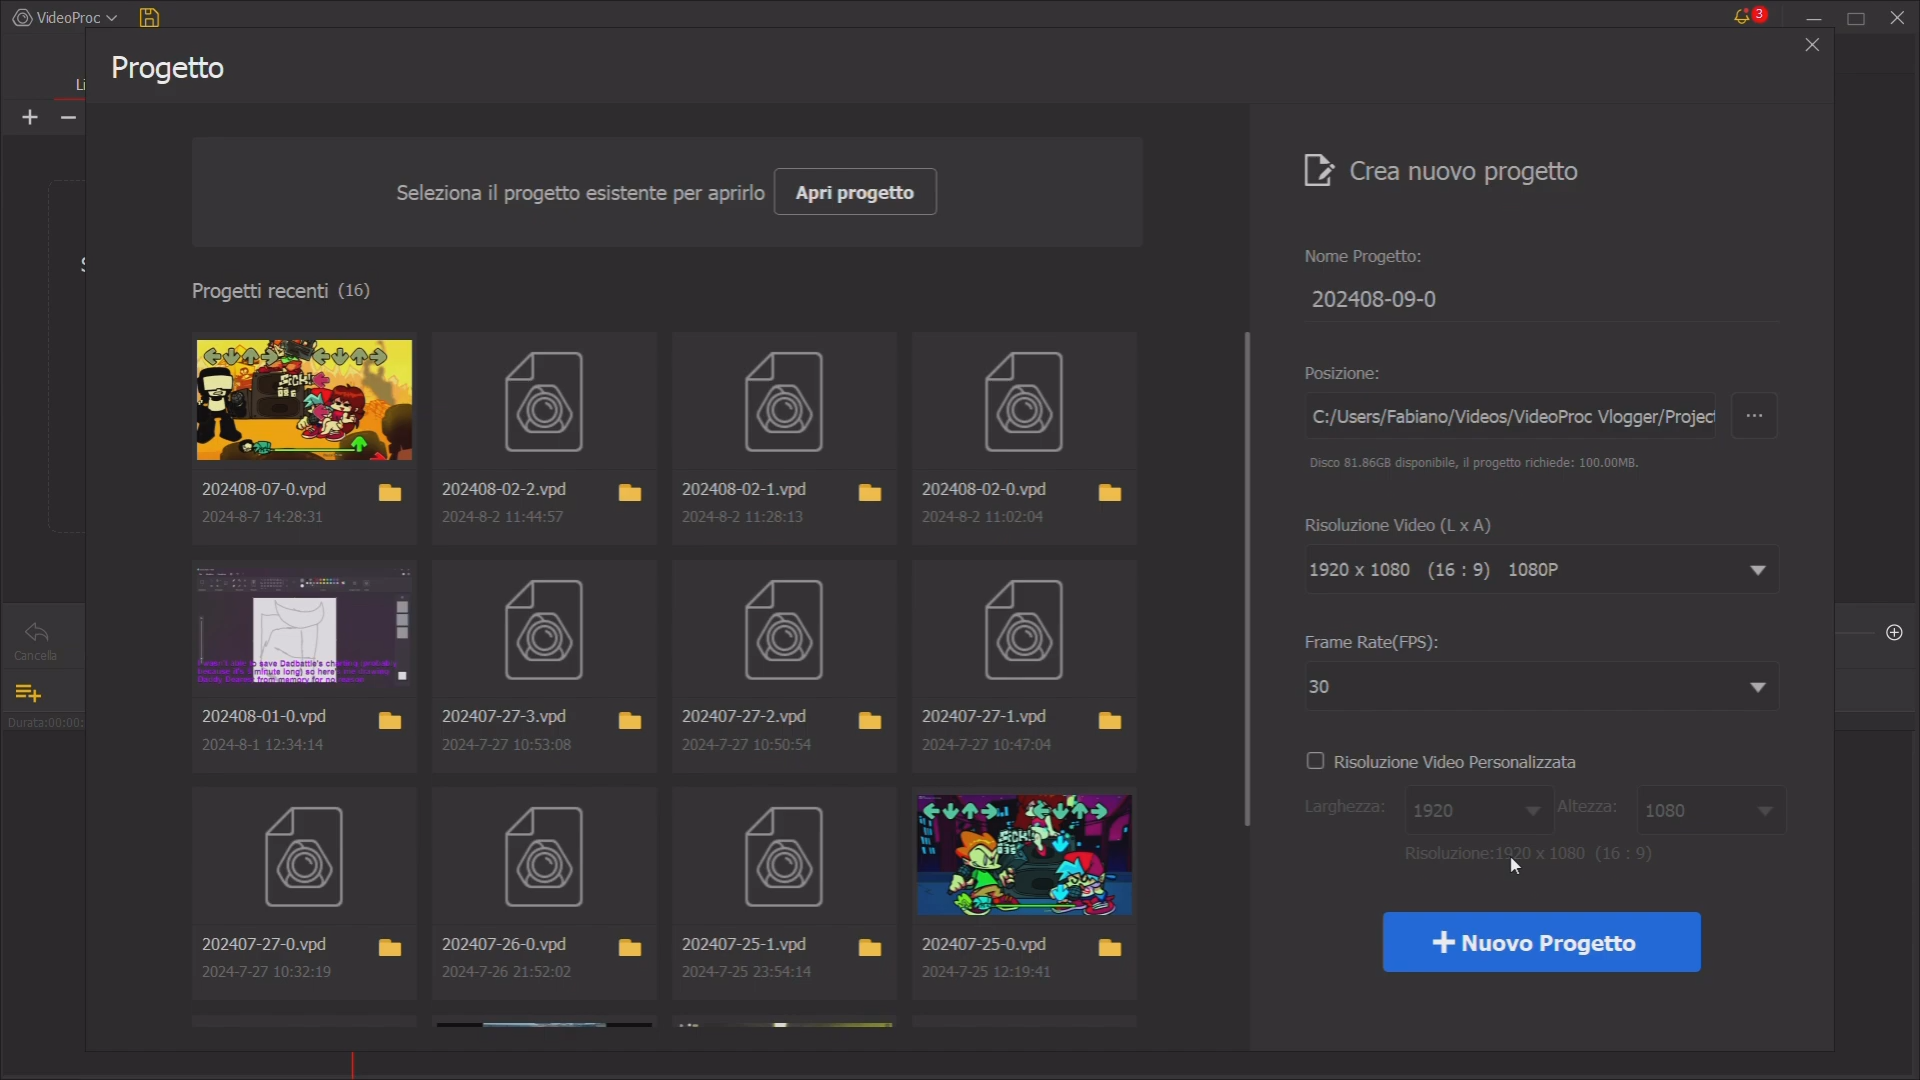 VideoProc
3
Progetto
Li
Seleziona il progetto esistente per aprirlo
Apri progetto
Progetti recenti (16)
202408-07-0.vpd
2024-8-7 14:28:31
202408-02-2.vpd
2024-8-2 11:44:57
202408-02-1.vpd
2024-8-2 11:28:13
202408-02-0.vpd
2024-8-2 11:02:04
202408-01-0.vpd
2024-8-1 12:34:14
202407-27-3.vpd
2024-7-27 10:53:08
202407-27-2.vpd
2024-7-27 10:50:54
202407-27-1.vpd
2024-7-27 10:47:04
202407-27-0.vpd
2024-7-27 10:32:19
202407-26-0.vpd
2024-7-26 21:52:02
202407-25-1.vpd
2024-7-25 23:54:14
202407-25-0.vpd
2024-7-25 12:19:41
Cancella
Durata:00:00:
Crea nuovo progetto
Nome Progetto:
202408-09-0
Posizione:
C:/Users/Fabiano/Videos/VideoProc Vlogger/Project
...
Disco 81.86GB disponibile, il progetto richiede: 100.00MB.
Risoluzione Video (L x A)
1920 x 1080 (16 : 9) 1080P
Frame Rate(FPS):
30
Risoluzione Video Personalizzata
Larghezza: 1920 Altezza: 1080
Risoluzione:1920 x 1080 (16 : 9)
Nuovo Progetto